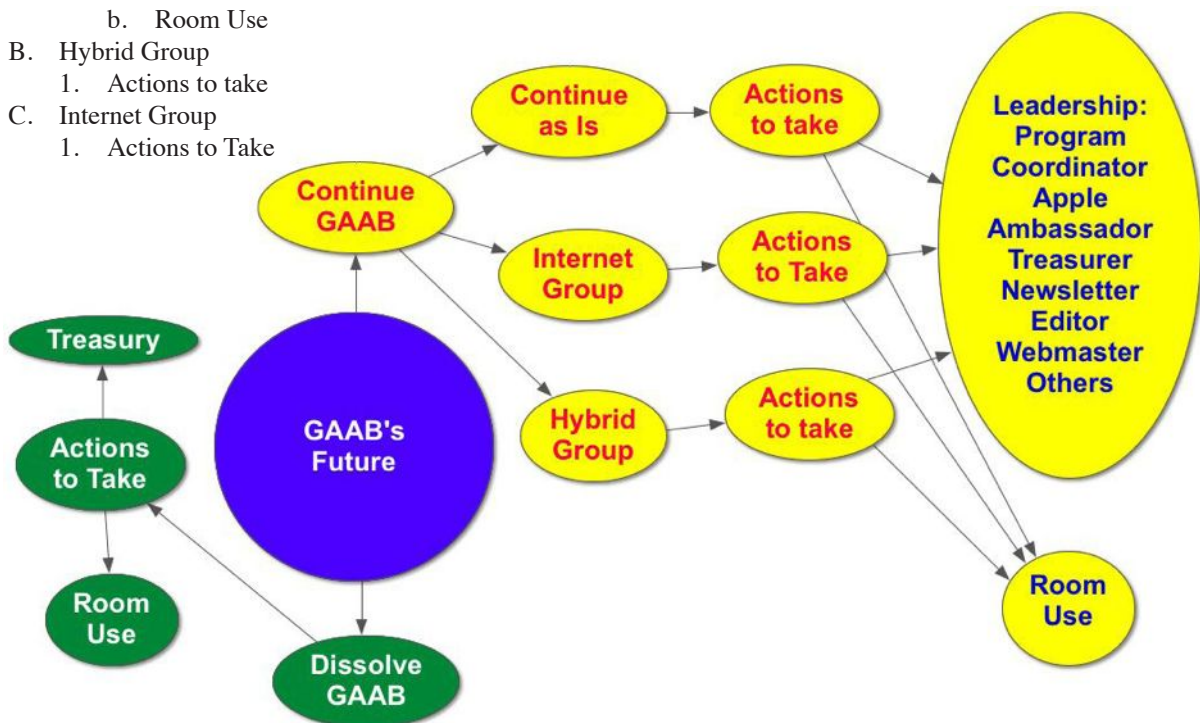 b. Room Use
B. Hybrid Group
1. Actions to take
C. Internet Group
1. Actions to Take
Continue
as Is
Actions
to take
Leadership:
Program
Coordinator
Apple
Ambassador
Treasurer
Newsletter
Editor
Webmaster
Others
Continue
GAAB
Internet
Group
Actions
to Take
Treasury
Actions
to Take
GAAB's
Future
Hybrid
Group
Actions
to take
Room
Use
Dissolve
GAAB
Room
Use